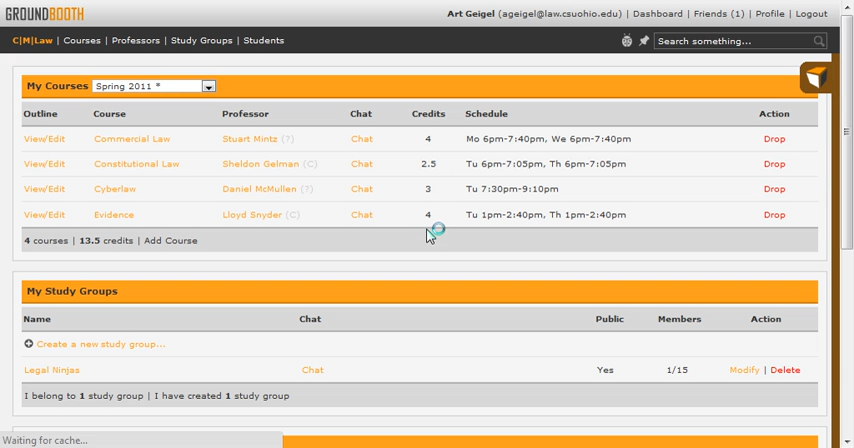 GROUNDBOOTH
Art Geigel (ageigel@law.csuohio.edu) | Dashboard | Friends (1) | Profile | Logout
C|M|Law | Courses | Professors | Study Groups | Students
Search something...
My Courses Spring 2011 *
Outline Course Professor Chat Credits Schedule Action
View/Edit Commercial Law Stuart Mintz (?) Chat 4 Mo 6pm-7:40pm, We 6pm-7:40pm Drop
View/Edit Constitutional Law Sheldon Gelman (C) Chat 2.5 Tu 6pm-7:05pm, Th 6pm-7:05pm Drop
View/Edit Cyberlaw Daniel McMullen (?) Chat 3 Tu 7:30pm-9:10pm Drop
View/Edit Evidence Lloyd Snyder (C) Chat 4 Tu 1pm-2:40pm, Th 1pm-2:40pm Drop
4 courses | 13.5 credits | Add Course
My Study Groups
Name Chat Public Members Action
Create a new study group...
Legal Ninjas Chat Yes 1/15 Modify | Delete
I belong to 1 study group | I have created 1 study group
Waiting for cache...